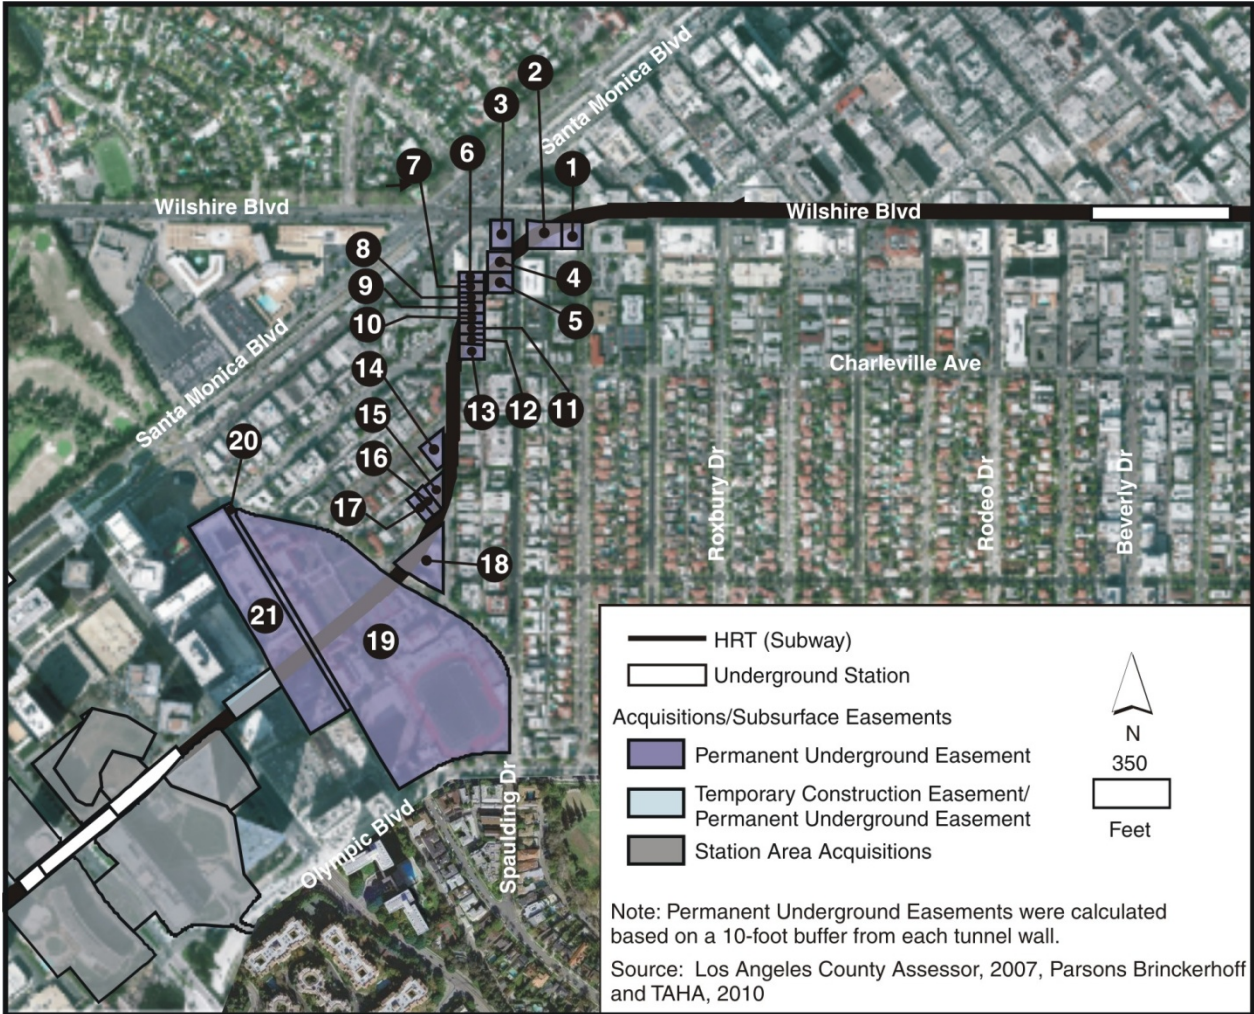 2
3
Santa Monica Blvd
6
7
1
Wilshire Blvd
Wilshire Blvd
8
4
9
5
10
Santa Monica Blvd
14
Charleville Ave
13
12
11
15
20
16
17
Roxbury Dr
Rodeo Dr
Beverly Dr
18
21
19
Olympic Blvd
Spaulding Dr
HRT (Subway)
Underground Station
Acquisitions/Subsurface Easements
Permanent Underground Easement
Temporary Construction Easement/
Permanent Underground Easement
Station Area Acquisitions
N
350
Feet
Note: Permanent Underground Easements were calculated
based on a 10-foot buffer from each tunnel wall.
Source: Los Angeles County Assessor, 2007, Parsons Brinckerhoff
and TAHA, 2010